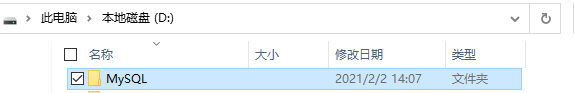 此电脑 > 本地磁盘 (D:)
名称 大小 修改日期 类型
MySQL 2021/2/2 14:07 文件夹